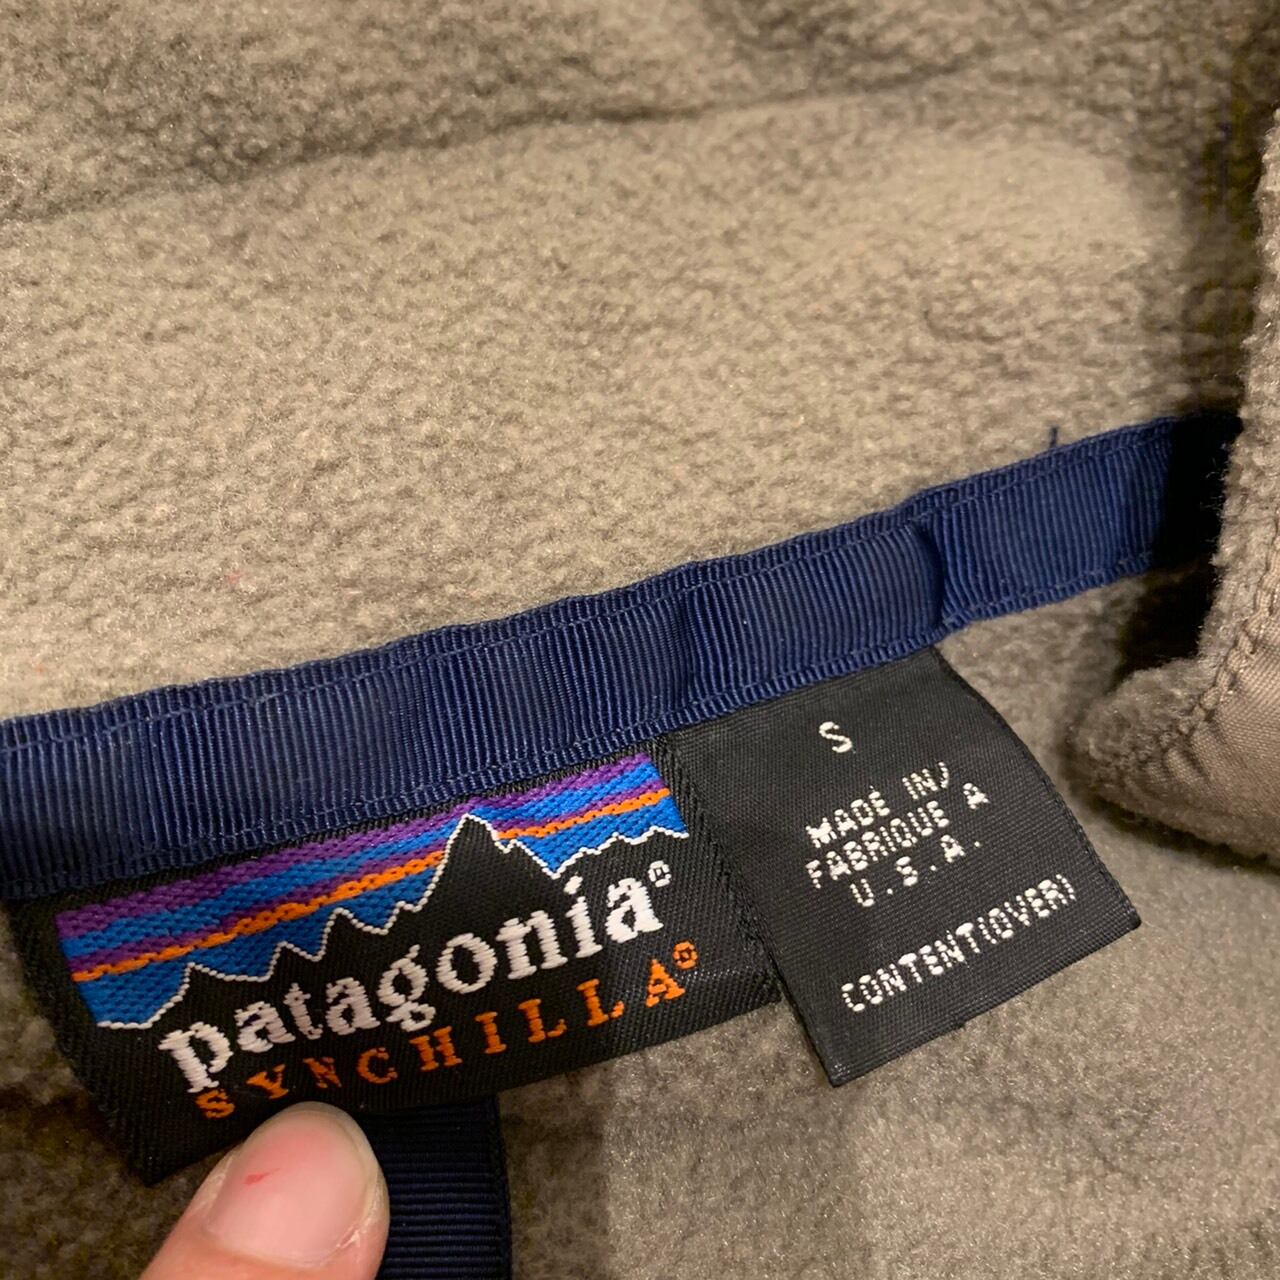 patagonia®
SYNCHILLA®
S
MADE IN/
FABRIQUE A
U.S.A.
CONTENT(OVER)